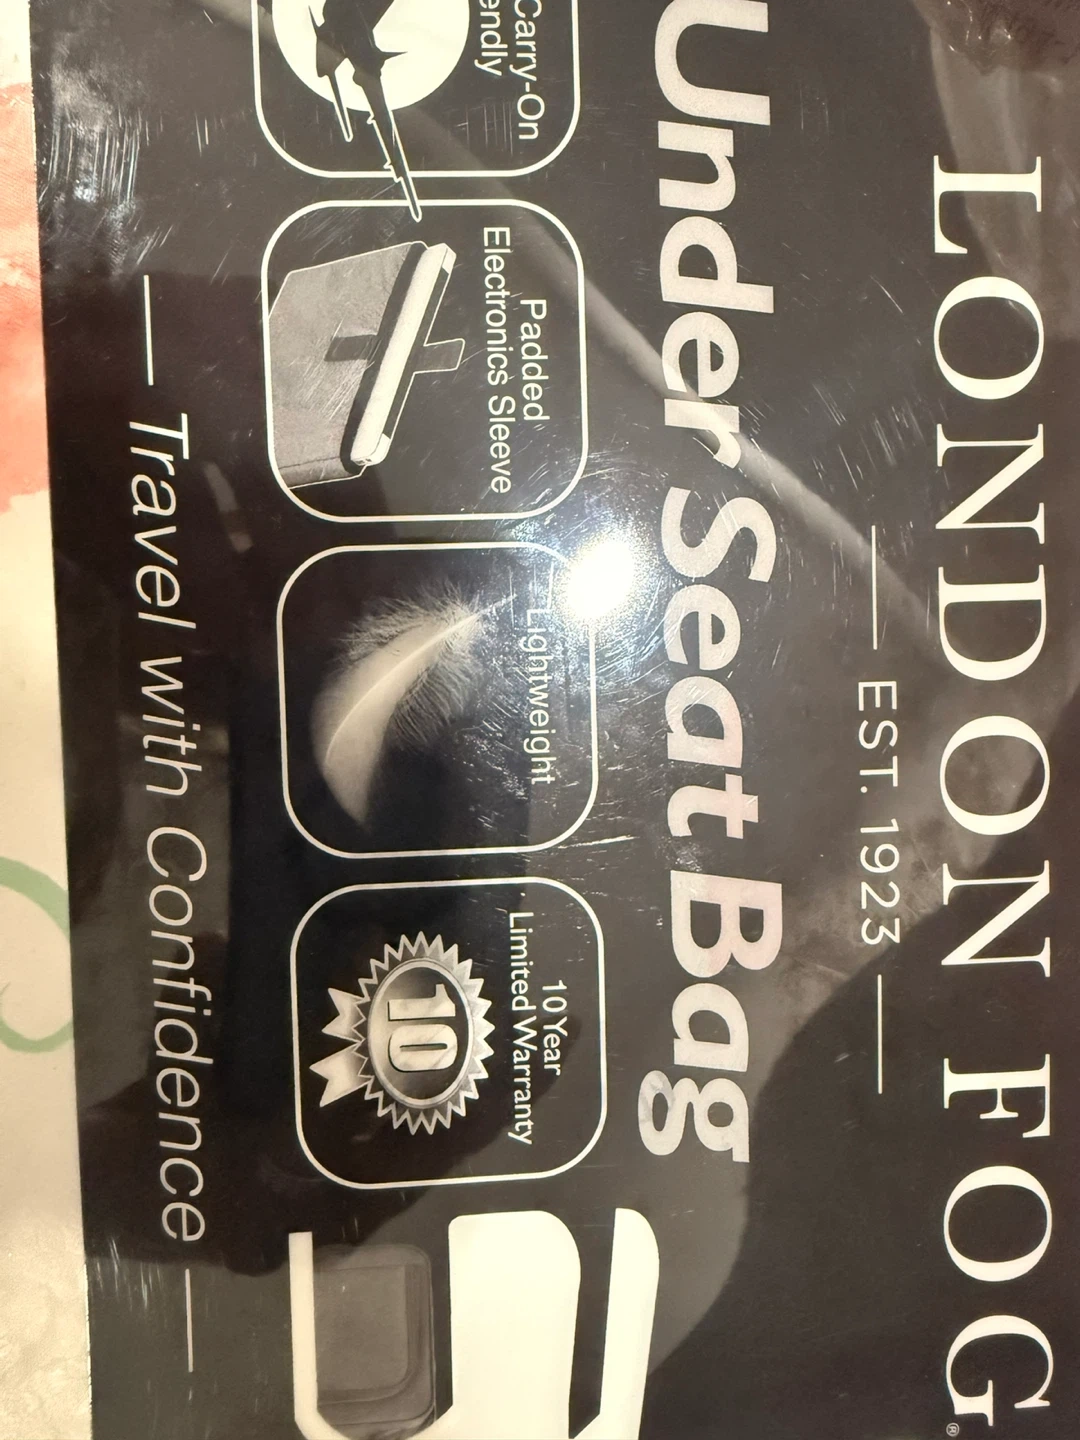 LONDON FOG®
EST. 1923
Under Seat Bag
Carry-On
endly
Padded
Electronics Sleeve
Lightweight
10 Year
Limited Warranty
10
Travel with Confidence